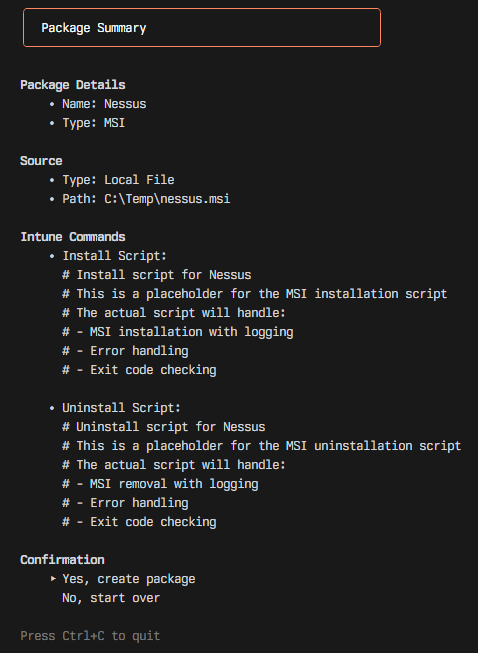 Package Summary
Package Details
• Name: Nessus
• Type: MSI
Source
• Type: Local File
• Path: C:\Temp\nessus.msi
Intune Commands
• Install Script:
# Install script for Nessus
# This is a placeholder for the MSI installation script
# The actual script will handle:
# - MSI installation with logging
# - Error handling
# - Exit code checking
• Uninstall Script:
# Uninstall script for Nessus
# This is a placeholder for the MSI uninstallation script
# The actual script will handle:
# - MSI removal with logging
# - Error handling
# - Exit code checking
Confirmation
▸ Yes, create package
No, start over
Press Ctrl+C to quit